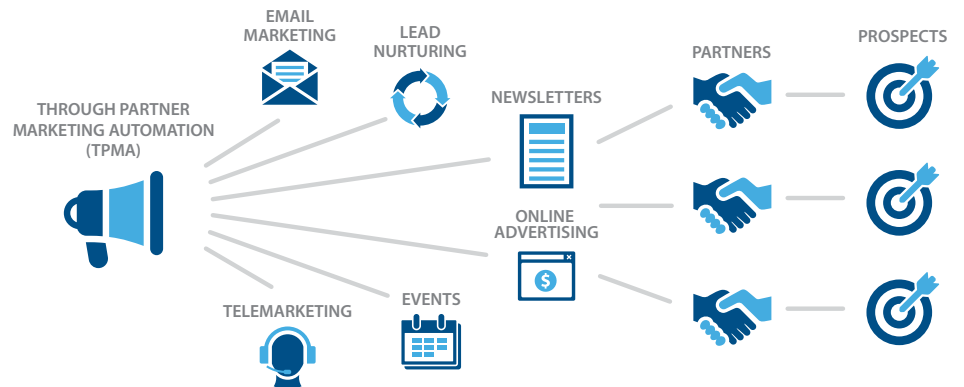 EMAIL
MARKETING
LEAD
NURTURING
PARTNERS
PROSPECTS
THROUGH PARTNER
MARKETING AUTOMATION
(TPMA)
NEWSLETTERS
ONLINE
ADVERTISING
$
TELEMARKETING
EVENTS